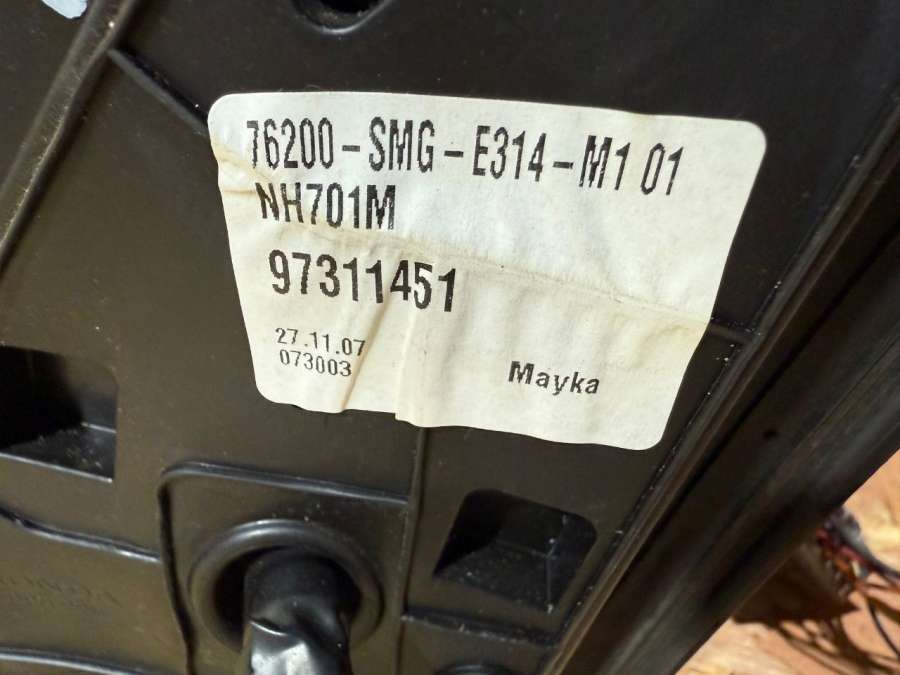 76200-SMG-E314-M1 01
NH701M
97311451
27.11.07
073003
Mayka